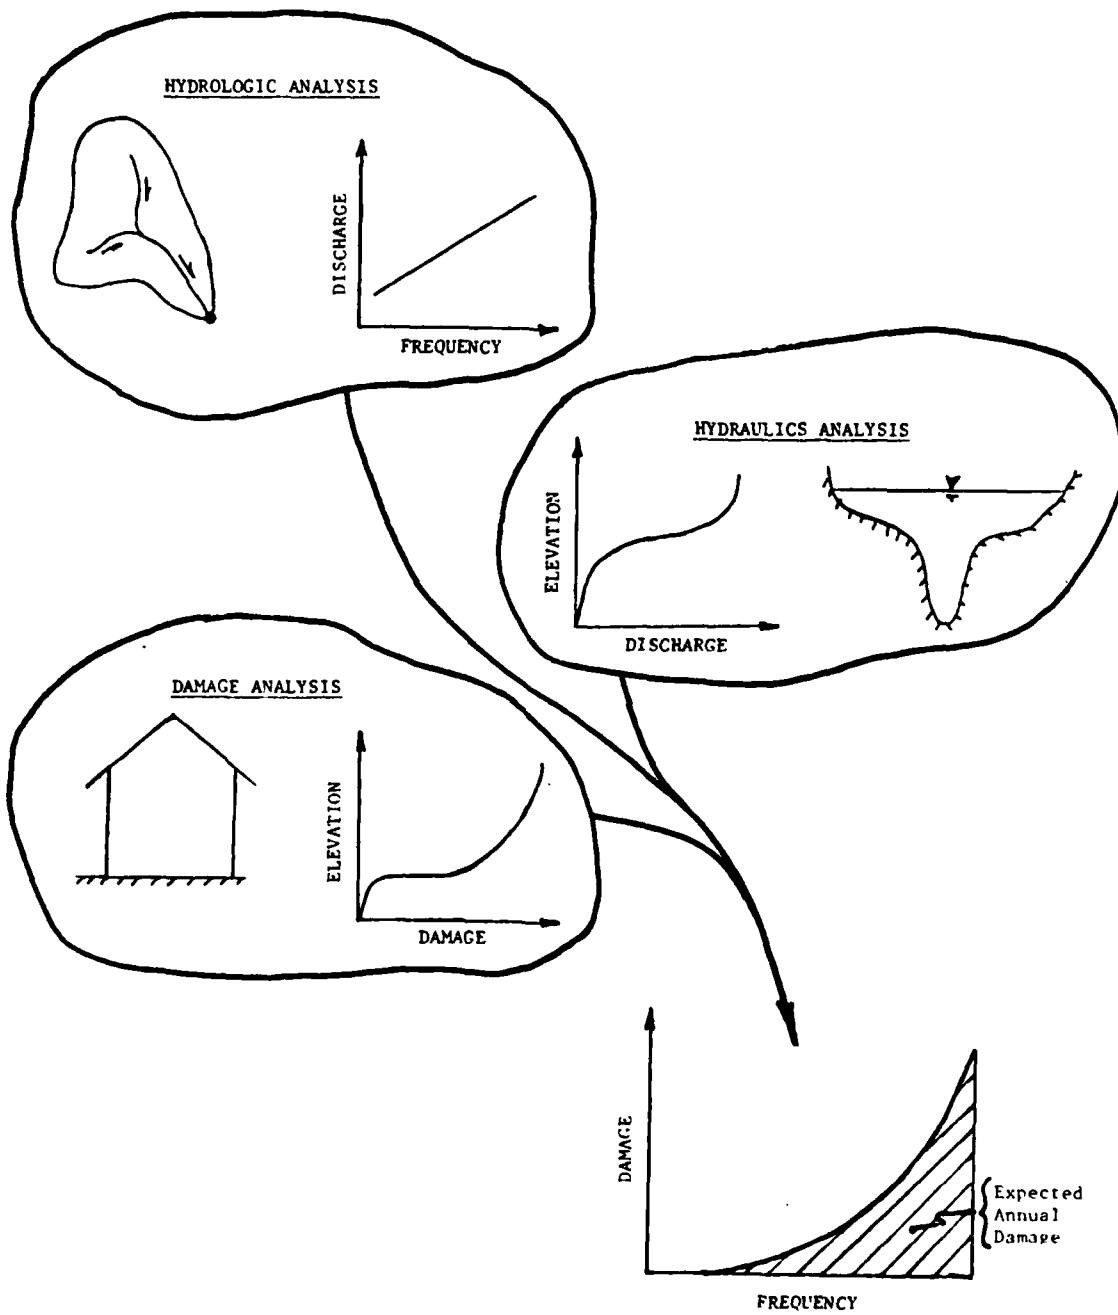 HYDROLOGIC ANALYSIS
DISCHARGE
FREQUENCY
HYDRAULICS ANALYSIS
ELEVATION
DISCHARGE
DAMAGE ANALYSIS
ELEVATION
DAMAGE
DAMAGE
Expected
Annual
Damage
FREQUENCY